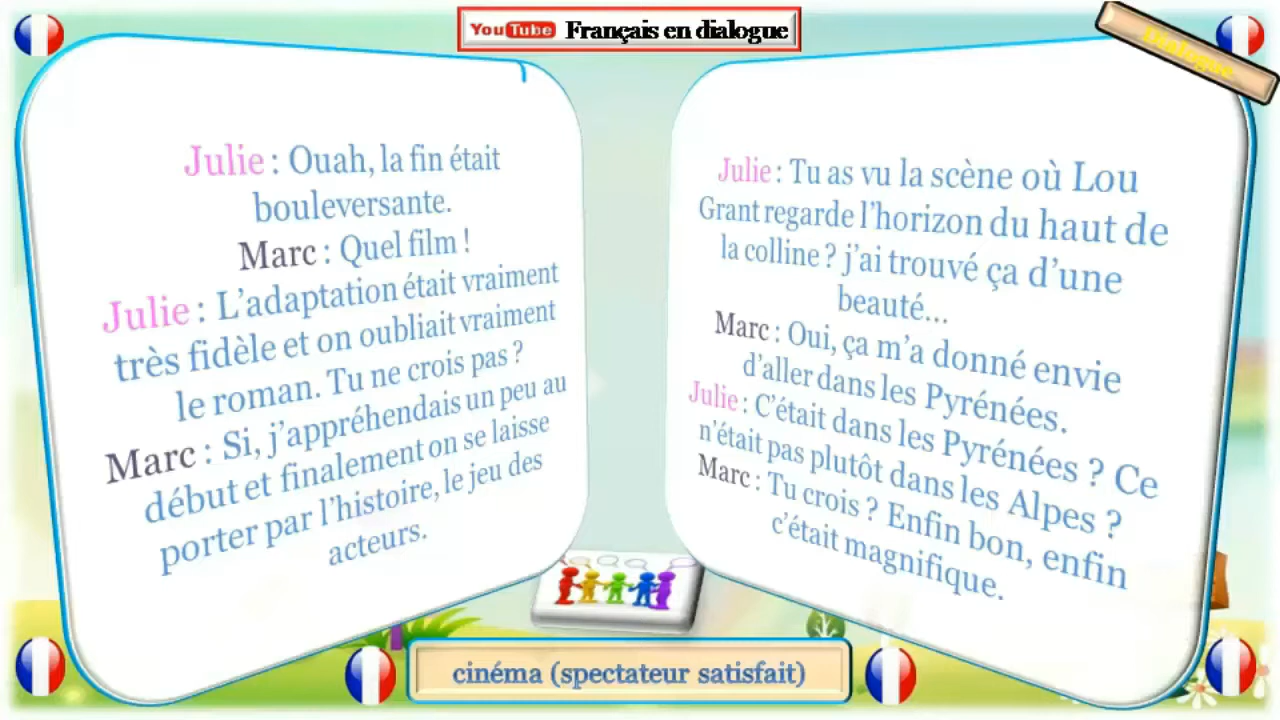 YouTube Français en dialogue
Dialogue
Julie : Ouah, la fin était
bouleversante.
Marc : Quel film !
Julie : L'adaptation était vraiment
très fidèle et on oubliait vraiment
le roman. Tu ne crois pas ?
Marc : Si, j'appréhendais un peu au
début et finalement on se laisse
porter par l'histoire, le jeu des
acteurs.
Julie : Tu as vu la scène où Lou
Grant regarde l'horizon du haut de
la colline ? j'ai trouvé ça d'une
beauté...
Marc : Oui, ça m'a donné envie
d'aller dans les Pyrénées.
Julie : C'était dans les Pyrénées ? Ce
n'était pas plutôt dans les Alpes ?
Marc : Tu crois ? Enfin bon, enfin
c'était magnifique.
cinéma (spectateur satisfait)